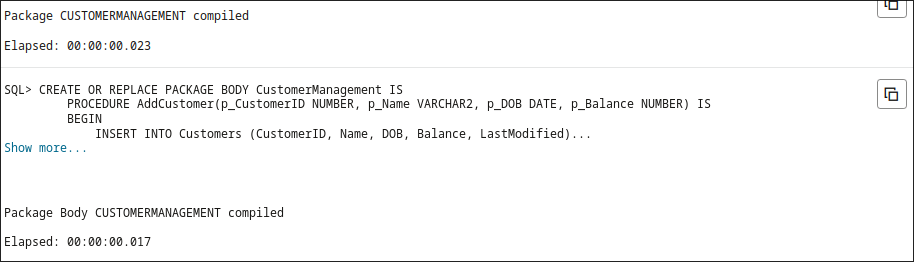 Package CUSTOMERMANAGEMENT compiled
Elapsed: 00:00:00.023
SQL> CREATE OR REPLACE PACKAGE BODY CustomerManagement IS
PROCEDURE AddCustomer(p_CustomerID NUMBER, p_Name VARCHAR2, p_DOB DATE, p_Balance NUMBER) IS
BEGIN
INSERT INTO Customers (CustomerID, Name, DOB, Balance, LastModified)...
Show more...
Package Body CUSTOMERMANAGEMENT compiled
Elapsed: 00:00:00.017